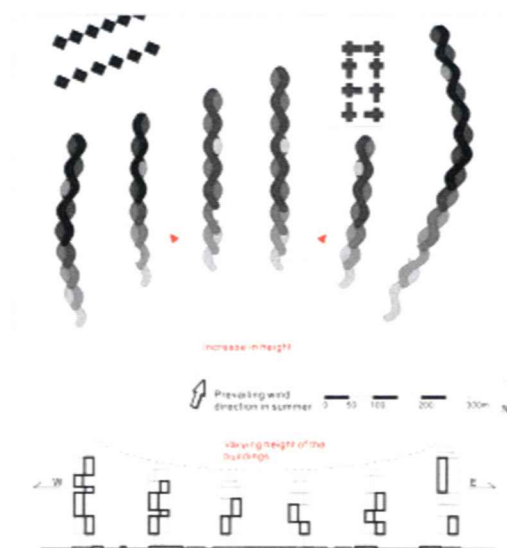 Increase in height
Prevailing wind
direction in summer
0 50 100 200 300m
N
Varying height of the
buildings
W
E